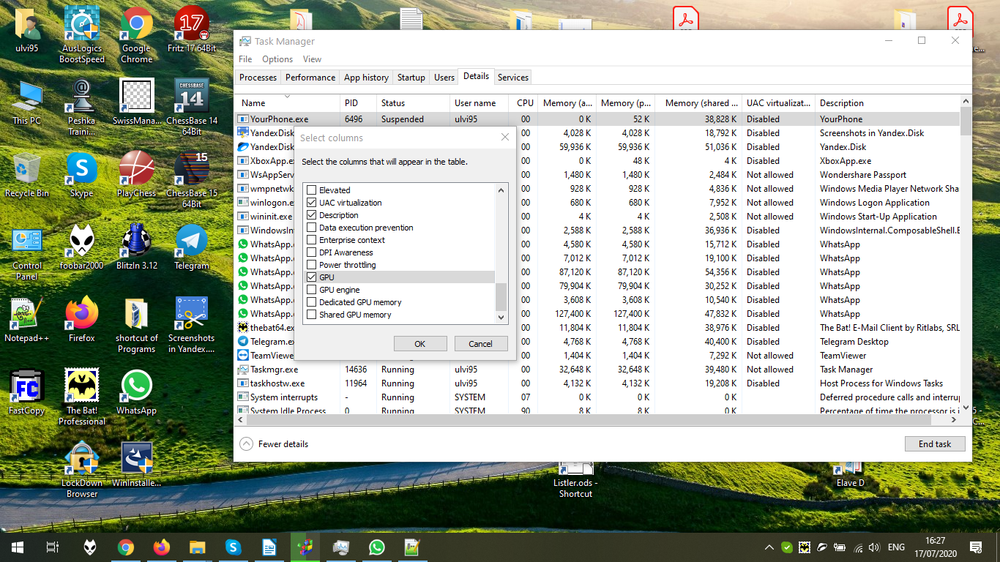 ulvi95
AusLogics
BoostSpeed
Google
Chrome
17
Fritz 17 64Bit
This PC
Peshka
Traini...
SwissMana...
CHESSBASE
14
ChessBase 14
64Bit
Recycle Bin
Skype
PlayChess
15
ChessBase 15
64Bit
Control
Panel
foobar2000
BlitzIn 3.12
Telegram
Notepad++
Firefox
shortcut of
Programs
Screenshots
in Yandex....
FC
FastCopy
The Bat!
Professional
WhatsApp
LockDown
Browser
WinInstalle...
Task Manager
File Options View
Processes Performance App history Startup Users Details Services
Name PID Status User name CPU Memory (a... Memory (p... Memory (shared ... UAC virtualizat... Description
YourPhone.exe 6496 Suspended ulvi95 00 0 K 52 K 38,828 K Disabled YourPhone
YandexDisk 00 4,028 K 4,028 K 18,792 K Disabled Screenshots in Yandex.Disk
YandexDisk 00 59,936 K 59,936 K 51,036 K Disabled Yandex.Disk
XboxApp.ex 00 0 K 48 K 4 K Disabled XboxApp.exe
WsAppServ 00 1,480 K 1,480 K 2,484 K Not allowed Wondershare Passport
wmpnetwk 00 928 K 928 K 4,836 K Not allowed Windows Media Player Network Sha
winlogon.e 00 680 K 680 K 7,952 K Not allowed Windows Logon Application
wininit.exe 00 4 K 4 K 2,508 K Not allowed Windows Start-Up Application
WindowsInt 00 2,588 K 2,588 K 36,936 K Disabled WindowsInternal.ComposableShell.E
WhatsApp.e 00 4,580 K 4,580 K 15,712 K Disabled WhatsApp
WhatsApp.e 00 7,012 K 7,012 K 19,100 K Disabled WhatsApp
WhatsApp.e 00 87,120 K 87,120 K 54,356 K Disabled WhatsApp
WhatsApp.e 00 79,904 K 79,904 K 30,252 K Disabled WhatsApp
WhatsApp.e 00 3,608 K 3,608 K 10,540 K Disabled WhatsApp
WhatsApp.e 00 127,400 K 127,400 K 47,832 K Disabled WhatsApp
thebat64.ex 00 11,804 K 11,804 K 38,976 K Disabled The Bat! E-Mail Client by Ritlabs, SRL
Telegram.ex 00 4,768 K 4,768 K 40,400 K Disabled Telegram Desktop
TeamViewer 00 1,404 K 1,404 K 7,292 K Not allowed TeamViewer
Taskmgr.exe 14636 Running ulvi95 00 32,648 K 32,648 K 39,480 K Not allowed Task Manager
taskhostw.exe 11964 Running ulvi95 00 4,132 K 4,132 K 19,208 K Disabled Host Process for Windows Tasks
System interrupts - Running SYSTEM 07 0 K 0 K 0 K Deferred procedure calls and interrup
System Idle Process 0 Running SYSTEM 90 8 K 8 K 0 K Percentage of time the processor is i
Select columns
Select the columns that will appear in the table.
Elevated
UAC virtualization
Description
Data execution prevention
Enterprise context
DPI Awareness
Power throttling
GPU
GPU engine
Dedicated GPU memory
Shared GPU memory
OK Cancel
Fewer details
End task
Listler.ods -
Shortcut
Elave D
ENG
16:27
17/07/2020